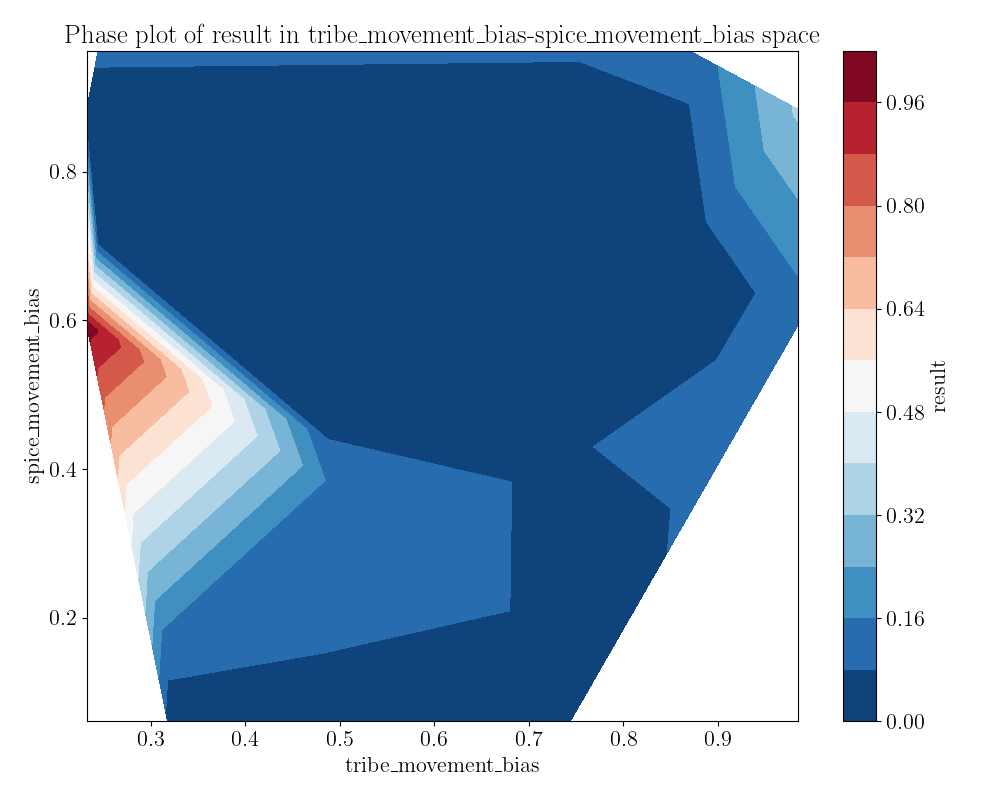 Phase plot of result in tribe_movement_bias-spice_movement_bias space
0.96
0.80
0.64
0.48
0.32
0.16
0.00
result
0.8
0.6
0.4
0.2
spice_movement_bias
0.3 0.4 0.5 0.6 0.7 0.8 0.9
tribe_movement_bias